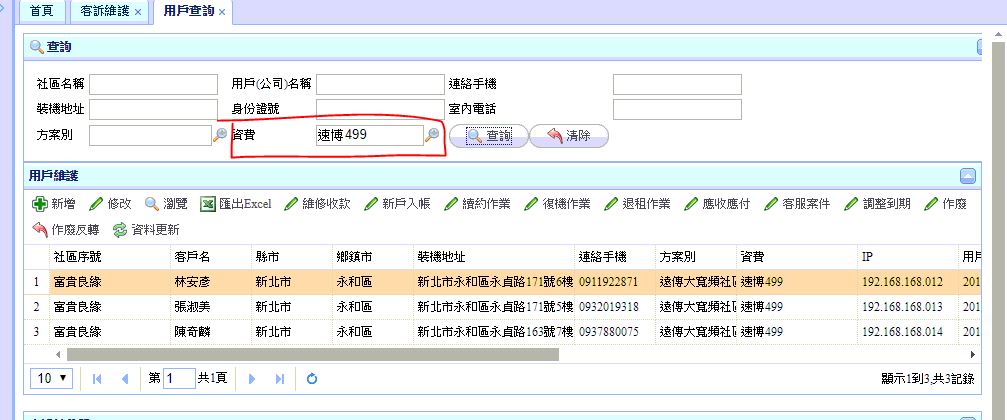 首頁 客訴維護 用戶查詢
查詢
社區名稱 用戶(公司)名稱 連絡手機
裝機地址 身份證號 室內電話
方案別 資費 速博499 查詢 清除
用戶維護
新增 修改 瀏覽 匯出Excel 維修收款 新戶入帳 續約作業 復機作業 退租作業 應收應付 客服案件 調整到期 作廢
作廢反轉 資料更新
社區序號 客戶名 縣市 鄉鎮市 裝機地址 連絡手機 方案別 資費 IP 用戶
1 富貴良緣 林安彥 新北市 永和區 新北市永和區永貞路171號6樓 0911922871 遠傳大寬頻社區 速博499 192.168.168.012 201
2 富貴良緣 張淑美 新北市 永和區 新北市永和區永貞路171號5樓 0932019318 遠傳大寬頻社區 速博499 192.168.168.013 201
3 富貴良緣 陳奇麟 新北市 永和區 新北市永和區永貞路163號7樓 0937880075 遠傳大寬頻社區 速博499 192.168.168.014 201
10 第 1 共1頁 顯示1到3,共3記錄